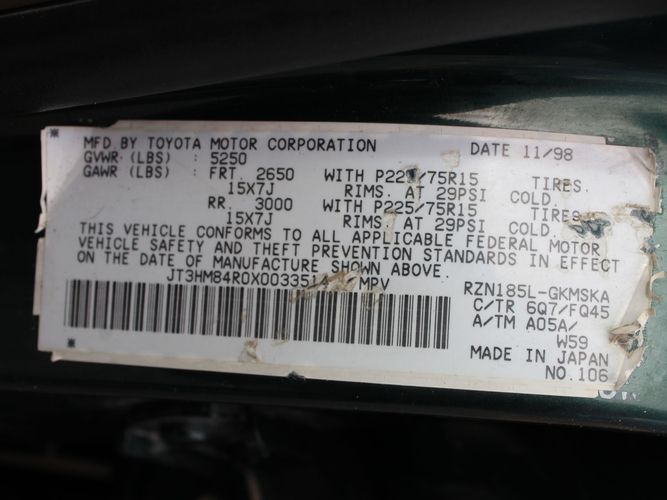 MFD BY TOYOTA MOTOR CORPORATION DATE 11/98
GVWR (LBS) : 5250
GAWR (LBS) : FRT. 2650 WITH P225/75R15 TIRES.
15X7J RIMS. AT 29PSI COLD.
RR. 3000 WITH P225/75R15 TIRES
15X7J RIMS. AT 29PSI COLD.
THIS VEHICLE CONFORMS TO ALL APPLICABLE FEDERAL MOTOR
VEHICLE SAFETY AND THEFT PREVENTION STANDARDS IN EFFECT
ON THE DATE OF MANUFACTURE SHOWN ABOVE.
MPV RZN185L-GKMSKA
C/TR 6Q7/FQ45
A/TM A05A/
W59
MADE IN JAPAN
NO.106